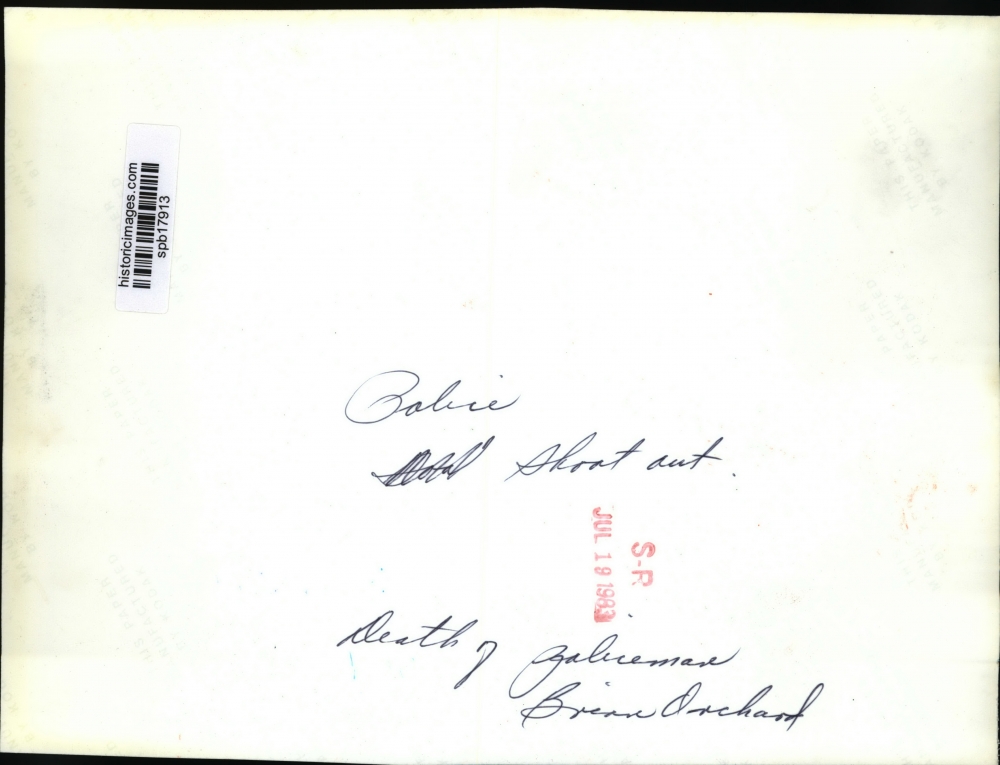 historicimages.com
spb17913
Police
shoot out.
S-R
JUL 19 1983
Death of policeman
Brian Orchard